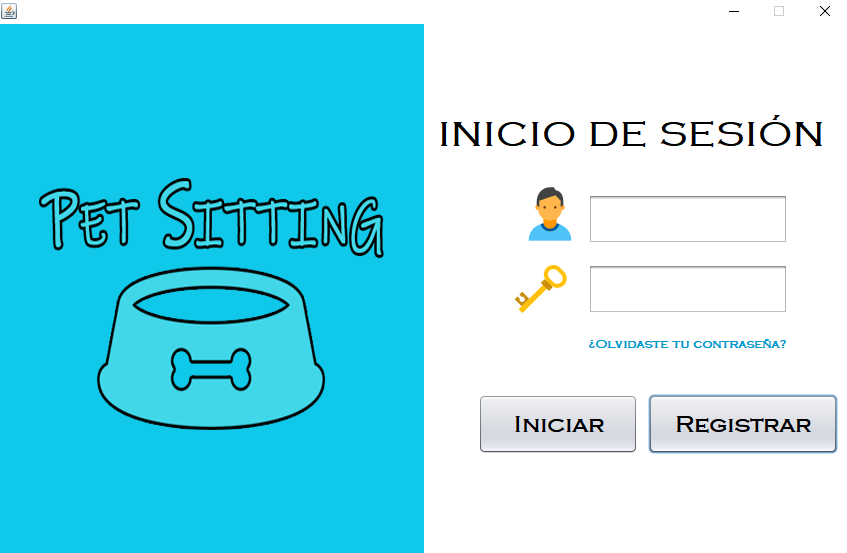 PET SITTING
INICIO DE SESIÓN
¿Olvidaste tu contraseña?
Iniciar
Registrar